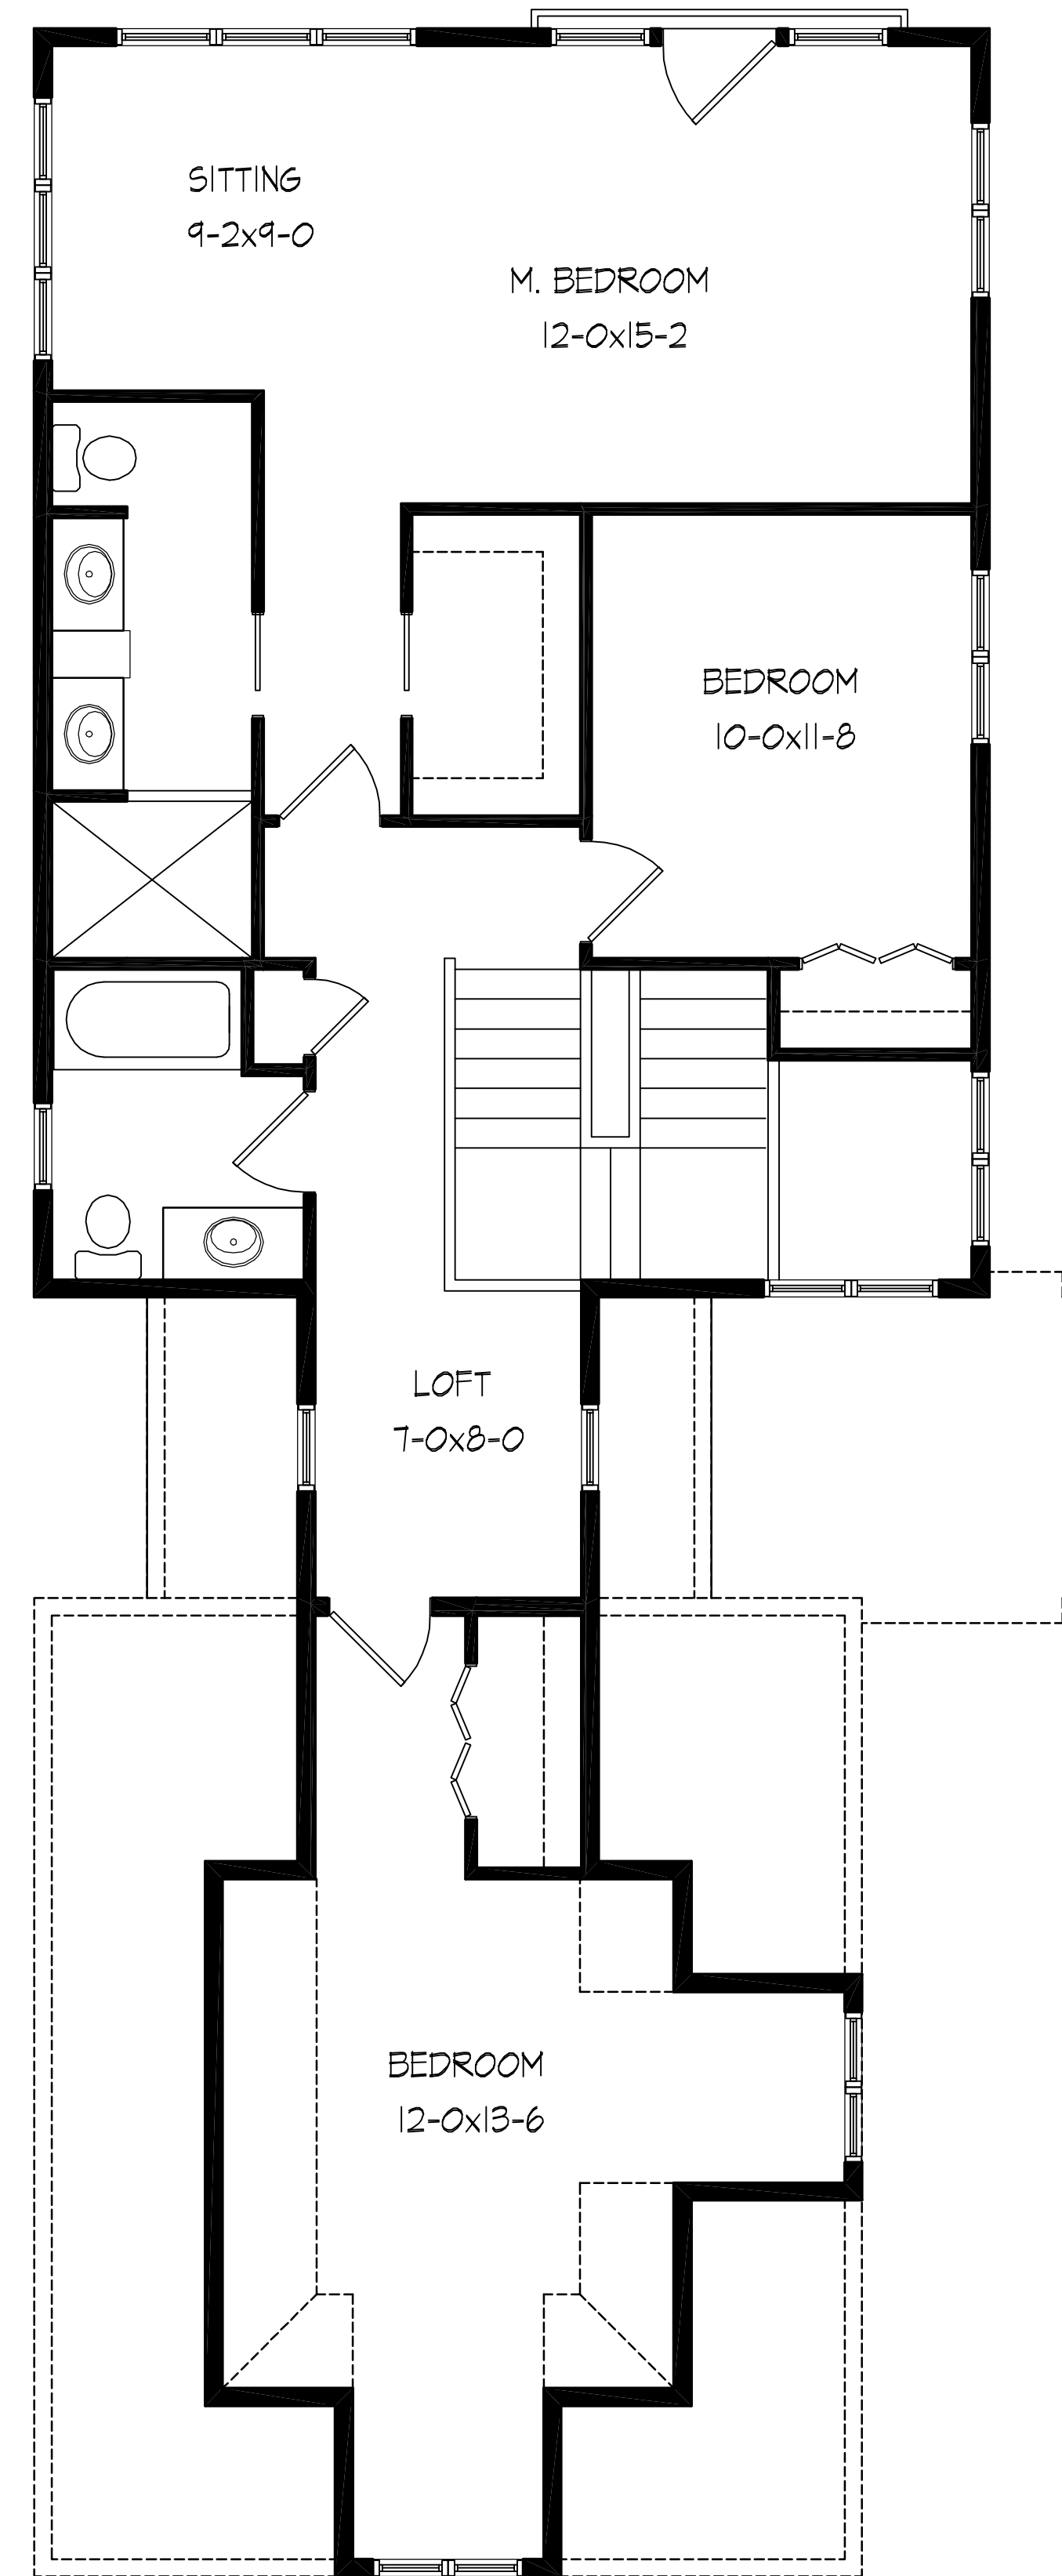 SITTING
9-2x9-0
M. BEDROOM
12-0x15-2
BEDROOM
10-0x11-8
LOFT
7-0x8-0
BEDROOM
12-0x13-6